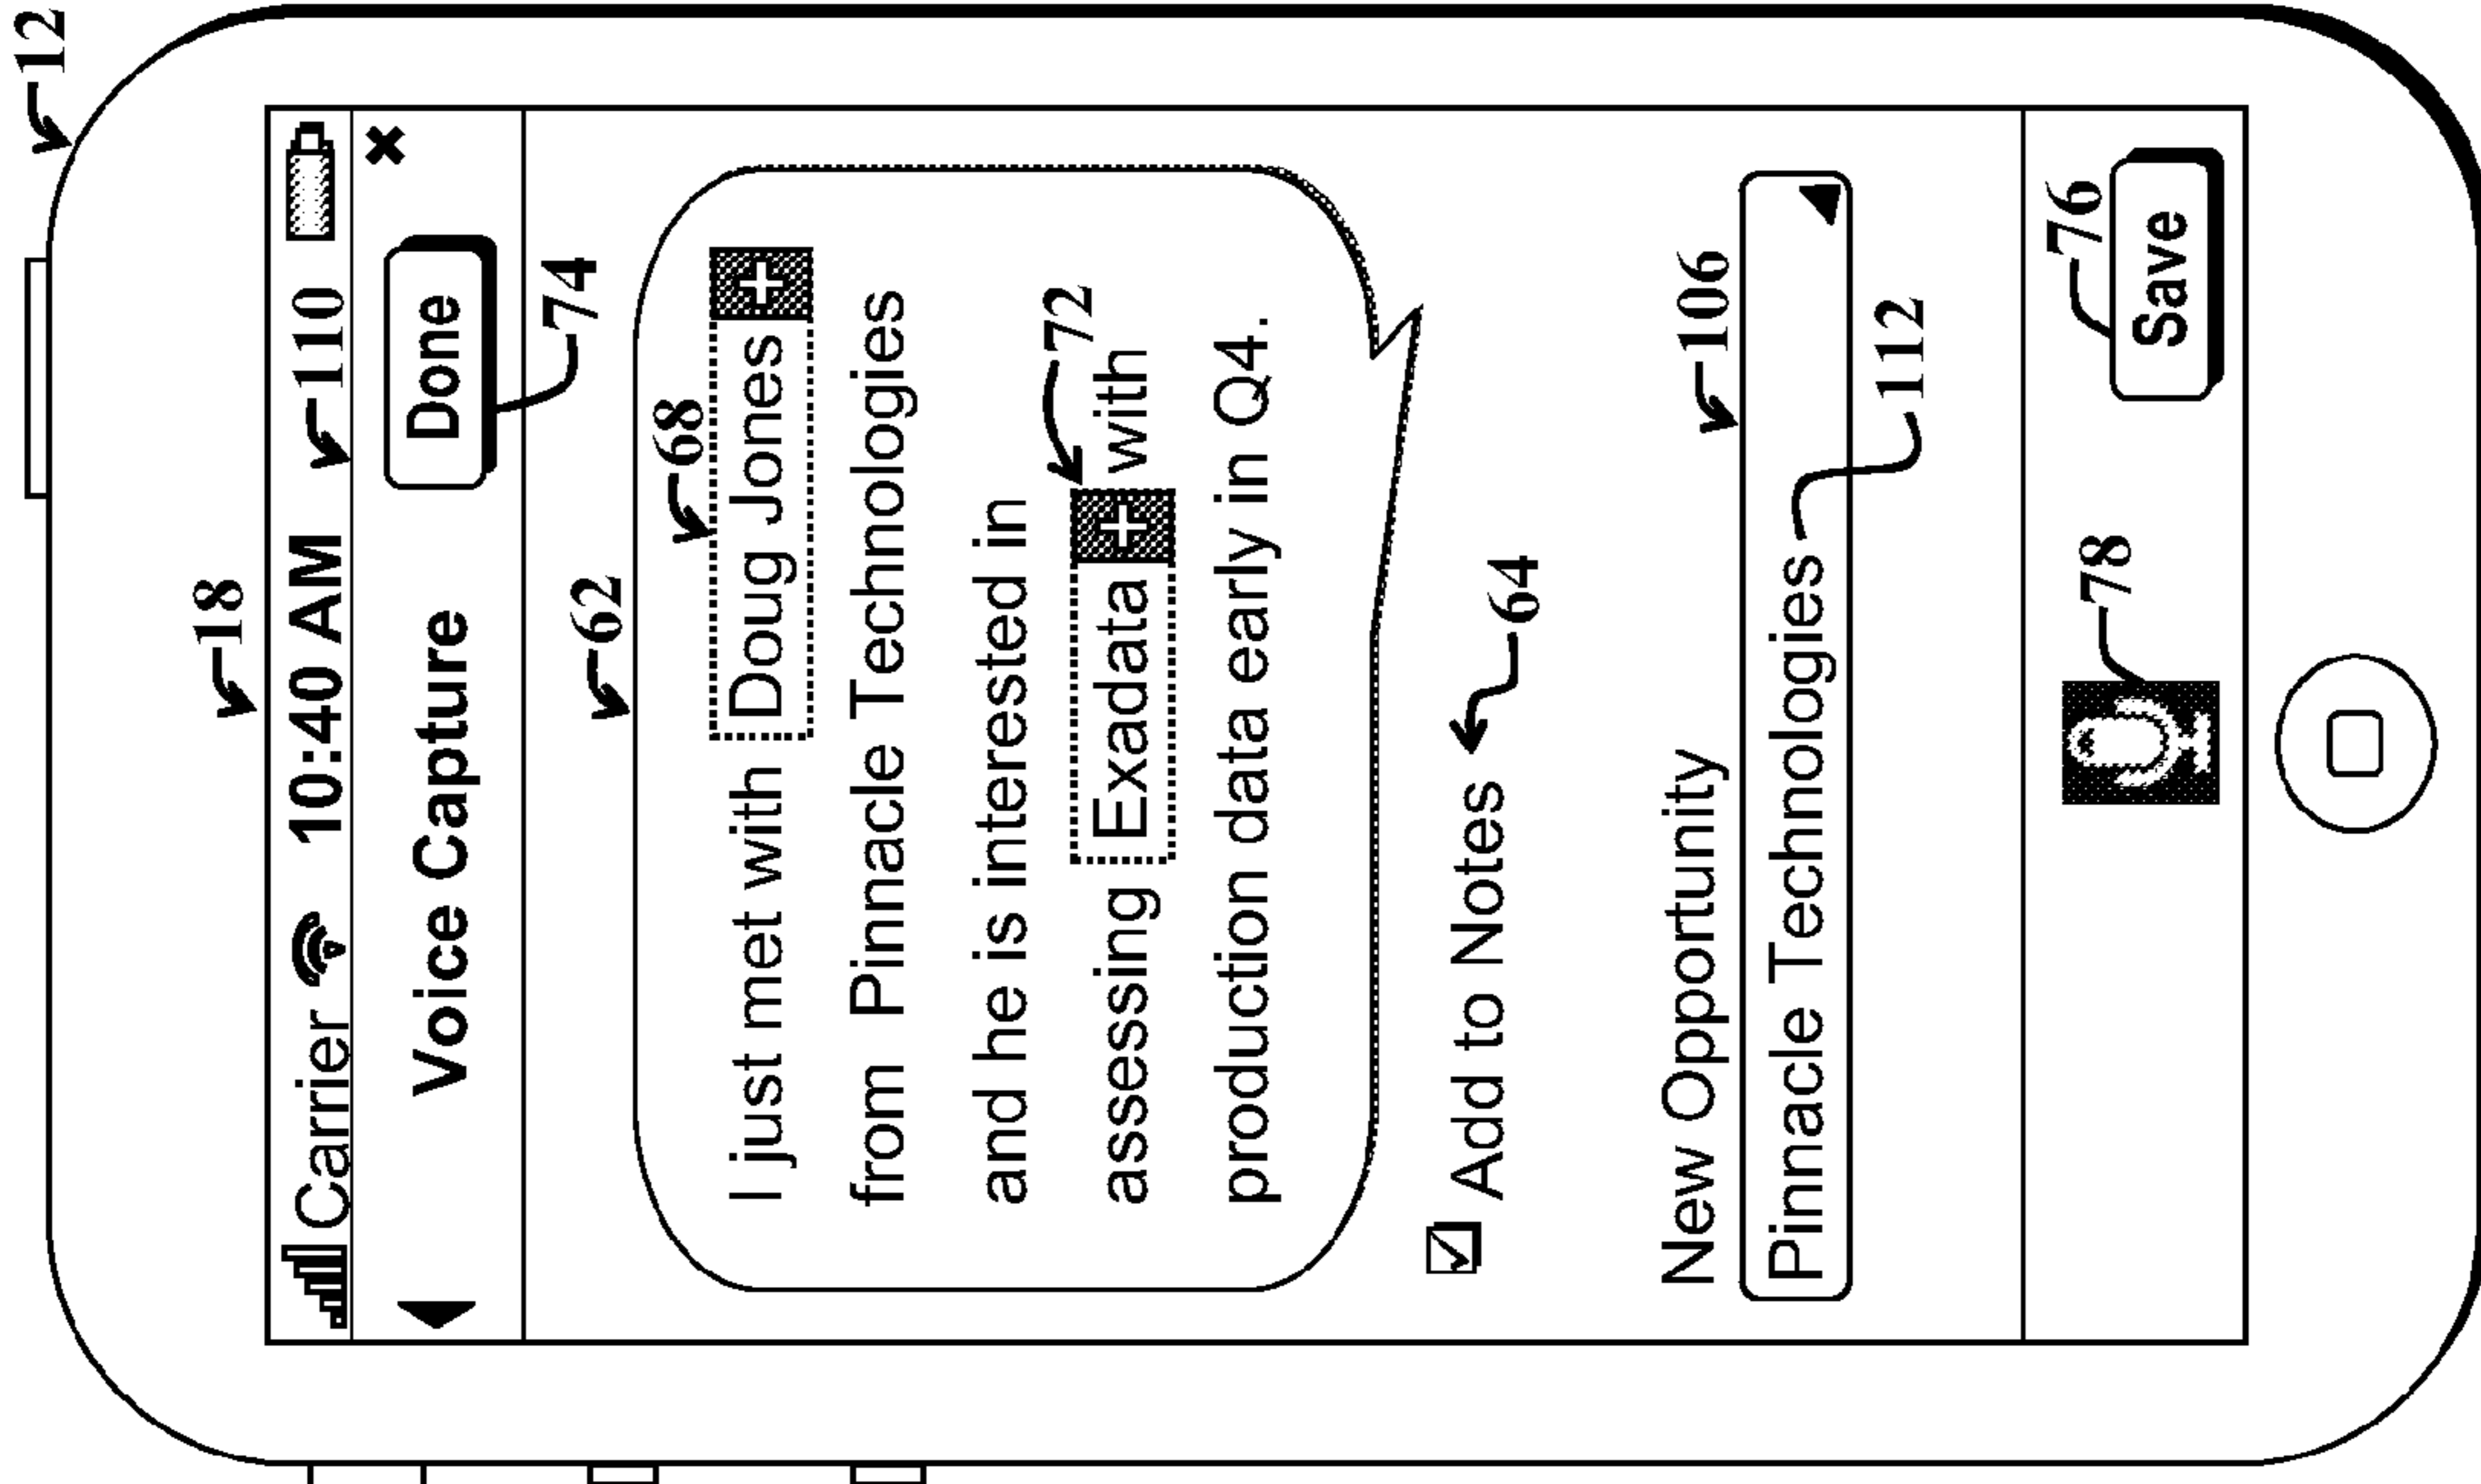 12
18
Carrier 10:40 AM 110
Voice Capture Done
74
62
68
I just met with Doug Jones +
from Pinnacle Technologies
and he is interested in
72
assessing Exadata + with
production data early in Q4.
Add to Notes 64
New Opportunity 106
Pinnacle Technologies
112
78 76
Save